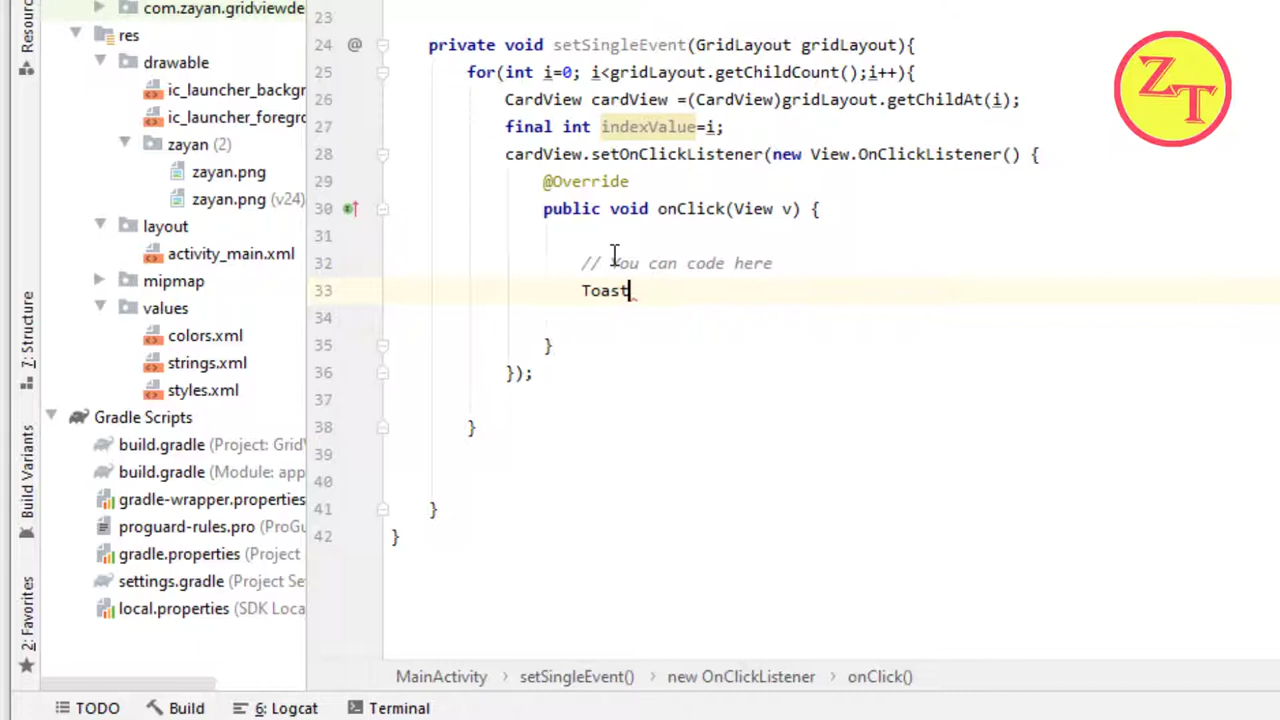 Resourc
com.zayan.gridviewde
res
drawable
ic_launcher_backgr
ic_launcher_foregro
zayan (2)
zayan.png
zayan.png (v24)
layout
activity_main.xml
mipmap
values
colors.xml
strings.xml
styles.xml
Gradle Scripts
build.gradle (Project: Grid
build.gradle (Module: app
gradle-wrapper.properties
proguard-rules.pro (ProGu
gradle.properties (Project
settings.gradle (Project Se
local.properties (SDK Loca
7: Structure
Build Variants
2: Favorites
23
24 private void setSingleEvent(GridLayout gridLayout){
25 for(int i=0; i<gridLayout.getChildCount();i++){
26 CardView cardView =(CardView)gridLayout.getChildAt(i);
27 final int indexValue=i;
28 cardView.setOnClickListener(new View.OnClickListener() {
29 @Override
30 public void onClick(View v) {
31
32 // You can code here
33 Toast
34
35 }
36 });
37
38 }
39
40
41 }
42 }
ZT
MainActivity > setSingleEvent() > new OnClickListener > onClick()
TODO Build 6: Logcat Terminal